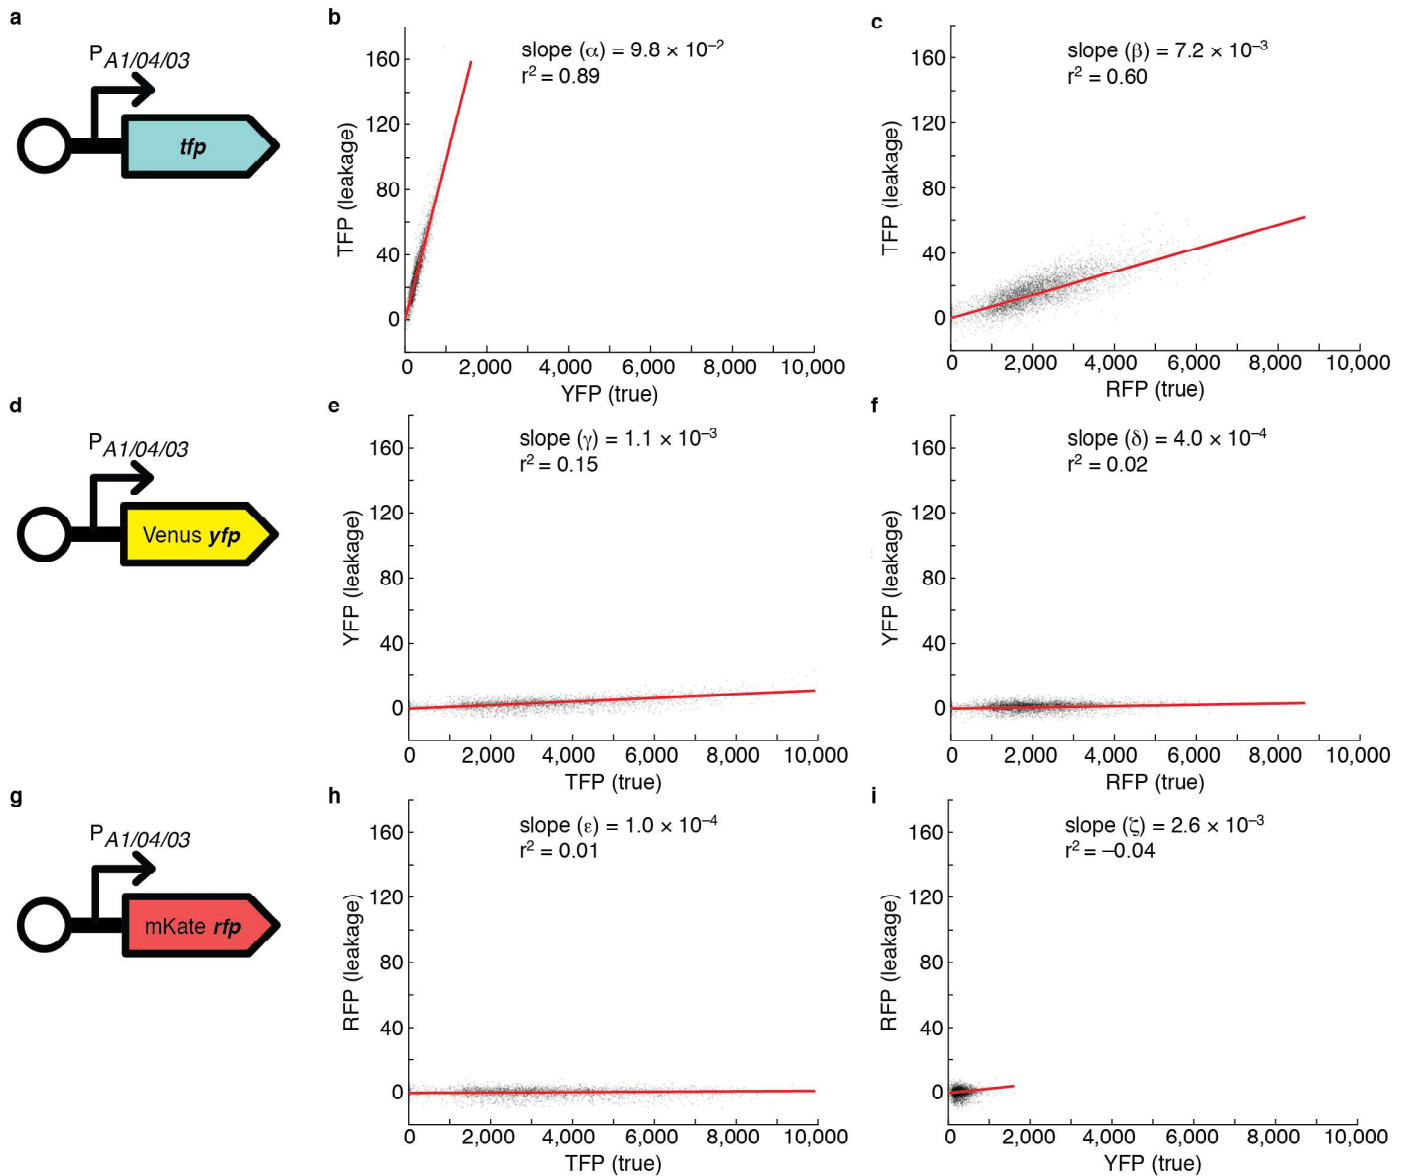 a
P A1/04/03
tfp
b
slope (α) = 9.8 × 10–2
r2 = 0.89
160
120
80
40
0
TFP (leakage)
0 2,000 4,000 6,000 8,000 10,000
YFP (true)
c
slope (β) = 7.2 × 10–3
r2 = 0.60
160
120
80
40
0
TFP (leakage)
0 2,000 4,000 6,000 8,000 10,000
RFP (true)
d
P A1/04/03
Venus yfp
e
slope (γ) = 1.1 × 10–3
r2 = 0.15
160
120
80
40
0
YFP (leakage)
0 2,000 4,000 6,000 8,000 10,000
TFP (true)
f
slope (δ) = 4.0 × 10–4
r2 = 0.02
160
120
80
40
0
YFP (leakage)
0 2,000 4,000 6,000 8,000 10,000
RFP (true)
g
P A1/04/03
mKate rfp
h
slope (ε) = 1.0 × 10–4
r2 = 0.01
160
120
80
40
0
RFP (leakage)
0 2,000 4,000 6,000 8,000 10,000
TFP (true)
i
slope (ζ) = 2.6 × 10–3
r2 = –0.04
160
120
80
40
0
RFP (leakage)
0 2,000 4,000 6,000 8,000 10,000
YFP (true)